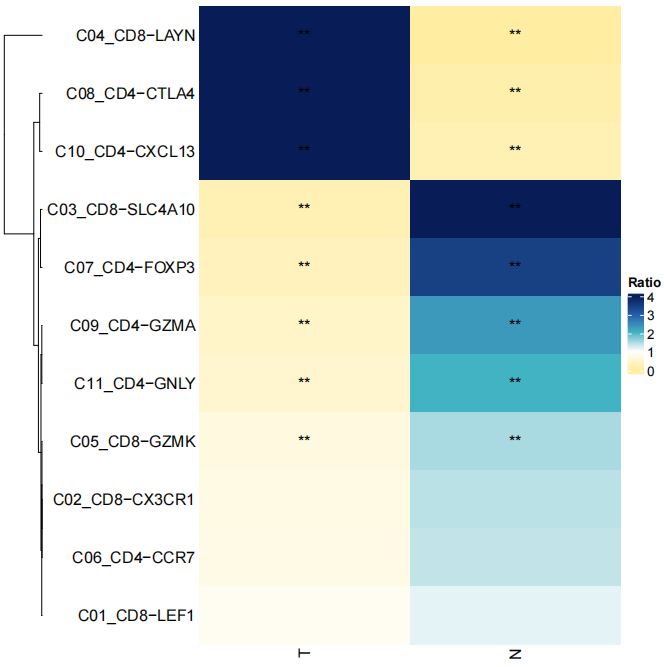 C04_CD8−LAYN ** **
C08_CD4−CTLA4 ** **
C10_CD4−CXCL13 ** **
C03_CD8−SLC4A10 ** **
C07_CD4−FOXP3 ** **
C09_CD4−GZMA ** **
C11_CD4−GNLY ** **
C05_CD8−GZMK ** **
C02_CD8−CX3CR1
C06_CD4−CCR7
C01_CD8−LEF1
T N
Ratio
4
3
2
1
0